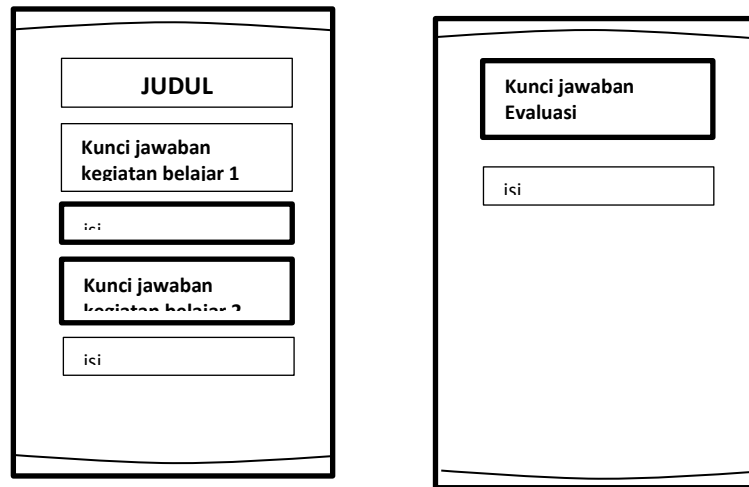 JUDUL
Kunci jawaban
kegiatan belajar 1
isi
Kunci jawaban
kegiatan belajar 2
isi
Kunci jawaban
Evaluasi
isi